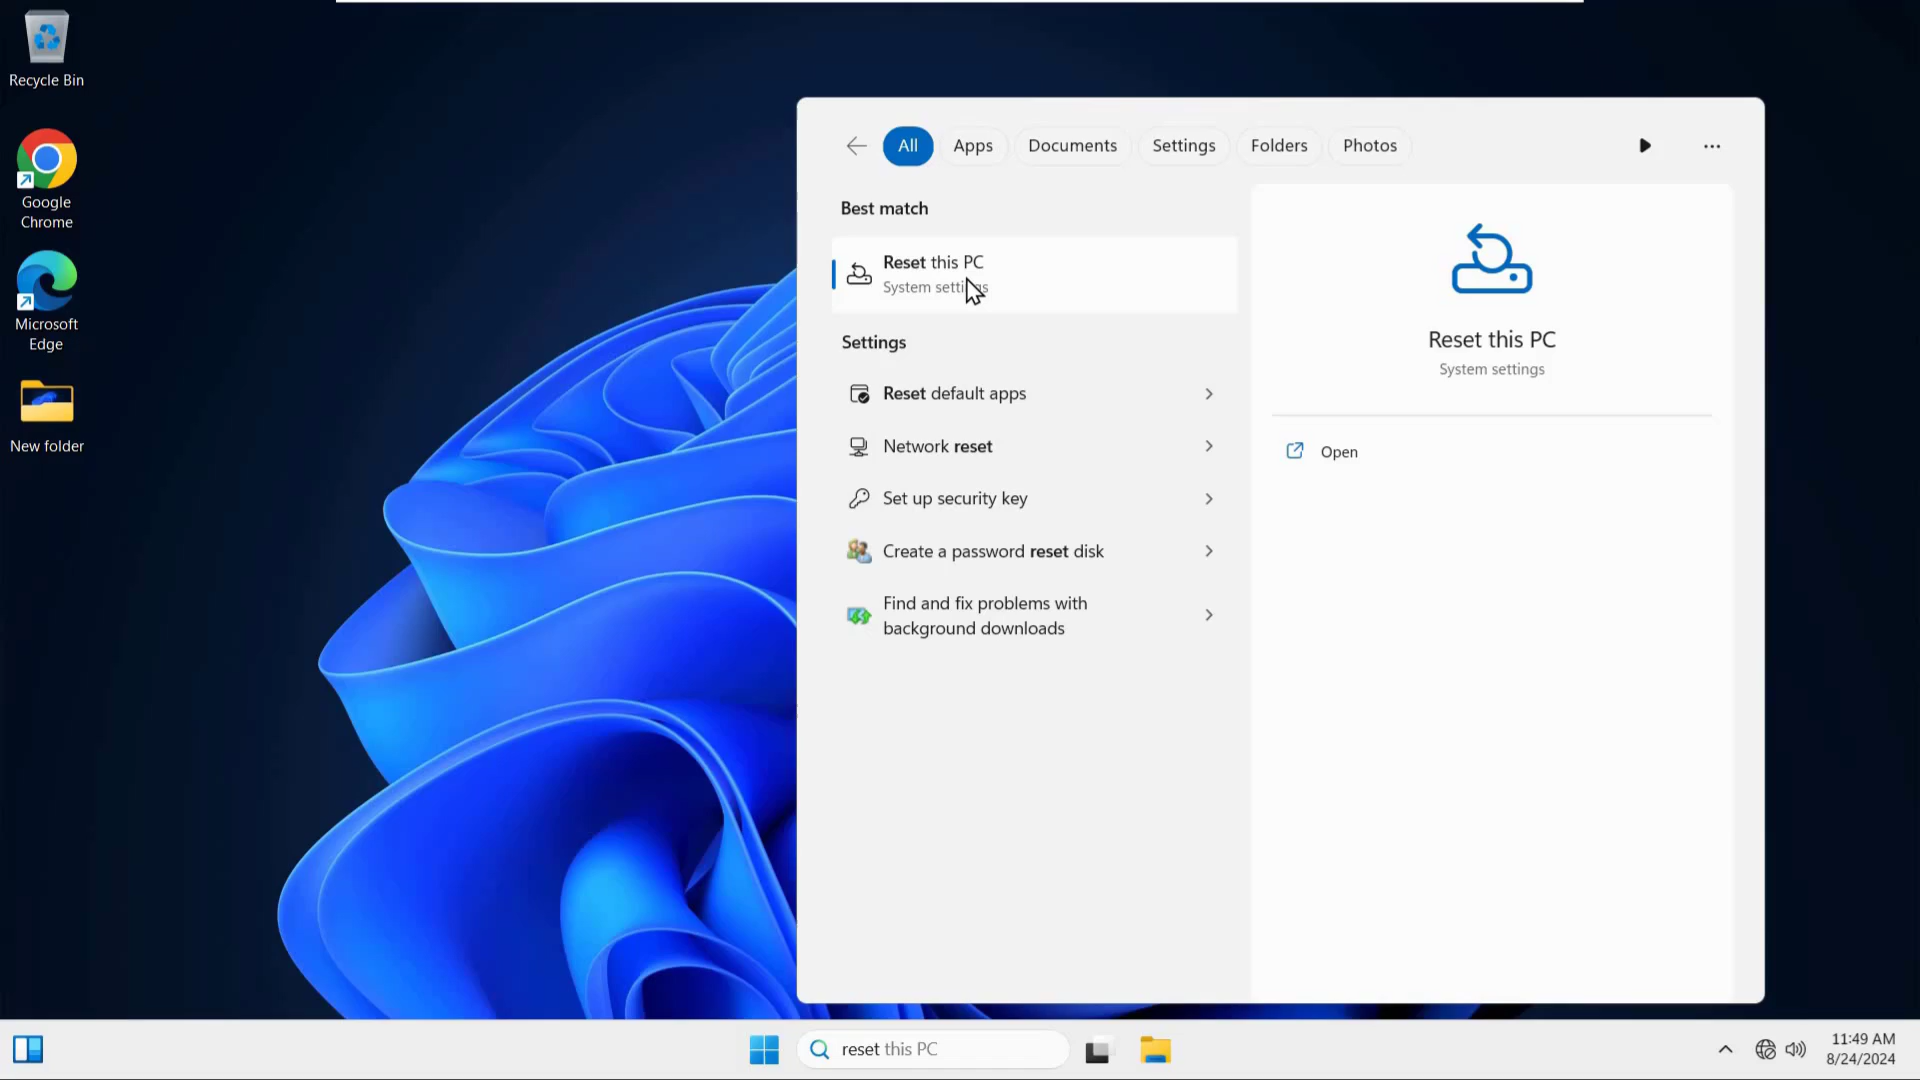 Recycle Bin
Google
Chrome
Microsoft
Edge
New folder
All
Apps
Documents
Settings
Folders
Photos
Best match
Reset this PC
System settings
Settings
Reset default apps
Network reset
Set up security key
Create a password reset disk
Find and fix problems with
background downloads
Reset this PC
System settings
Open
reset this PC
11:49 AM
8/24/2024